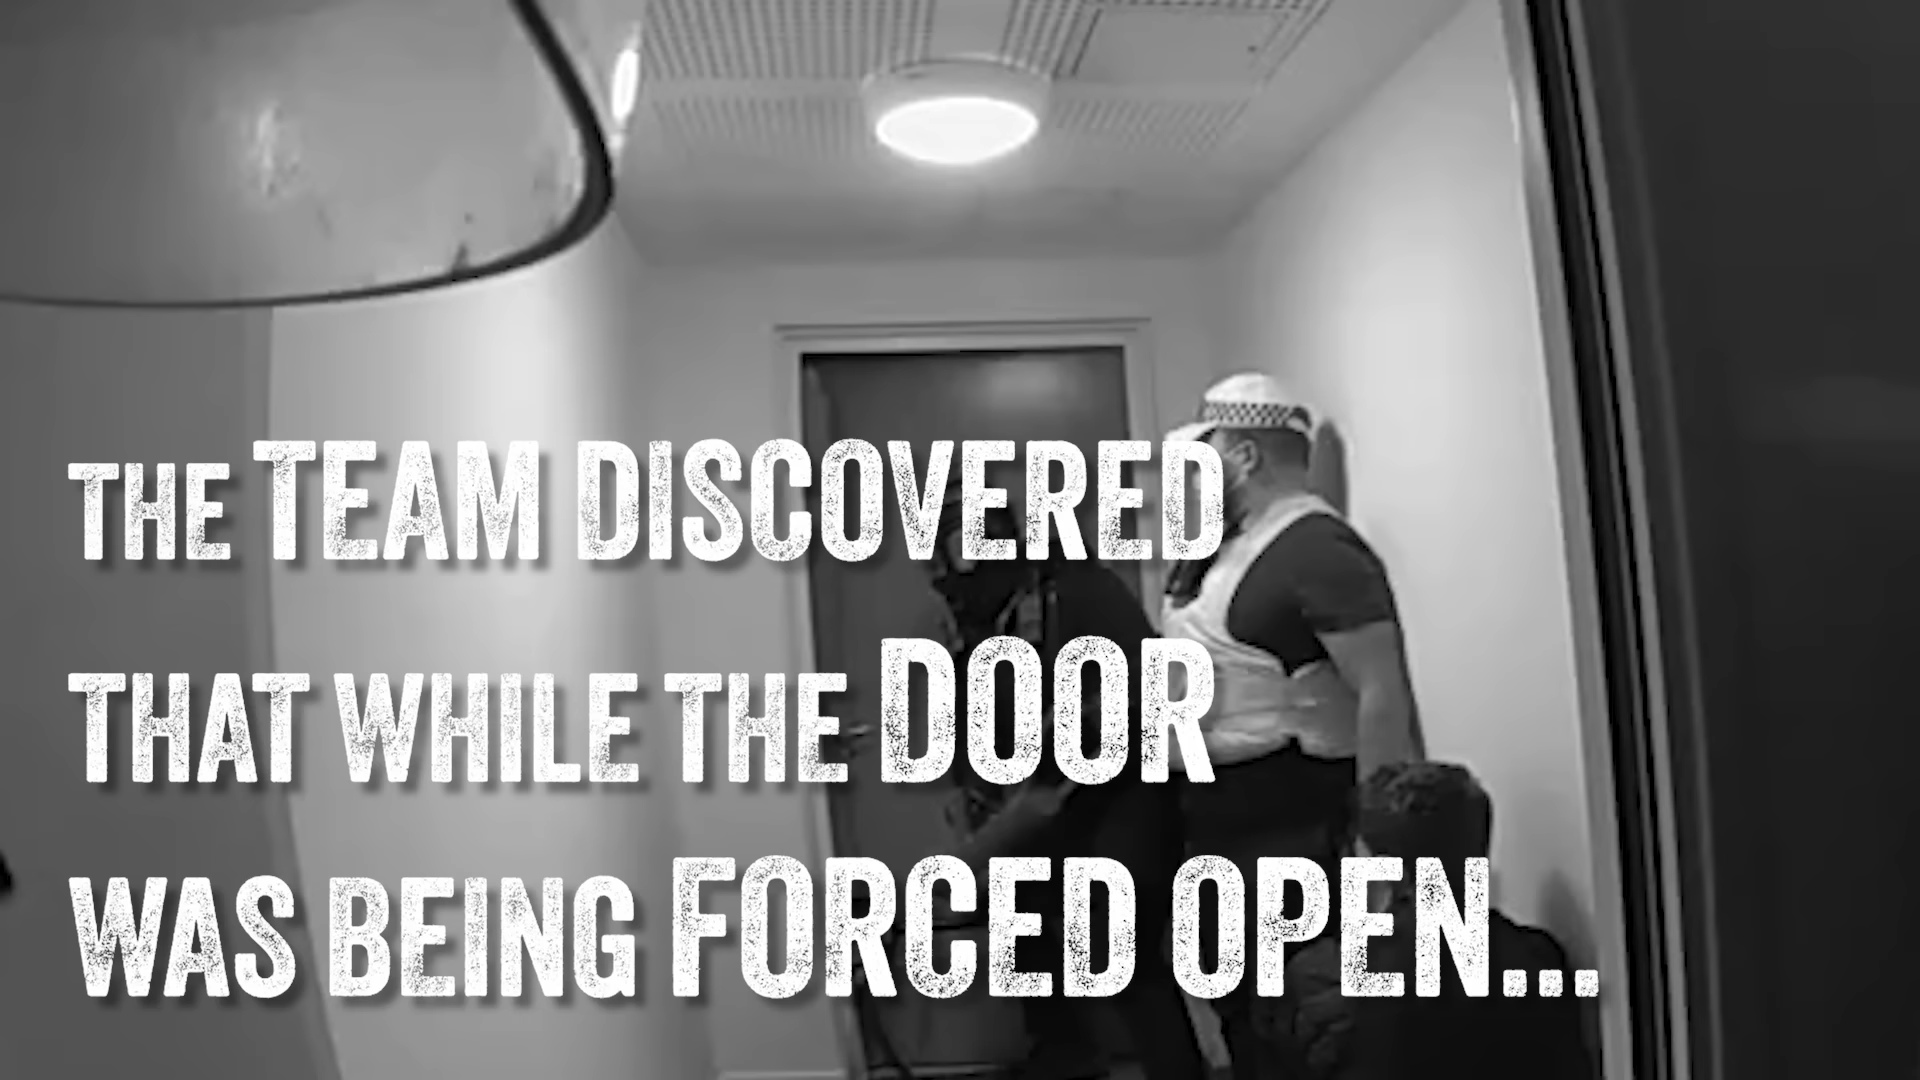 THE TEAM DISCOVERED
THAT WHILE THE DOOR
WAS BEING FORCED OPEN...